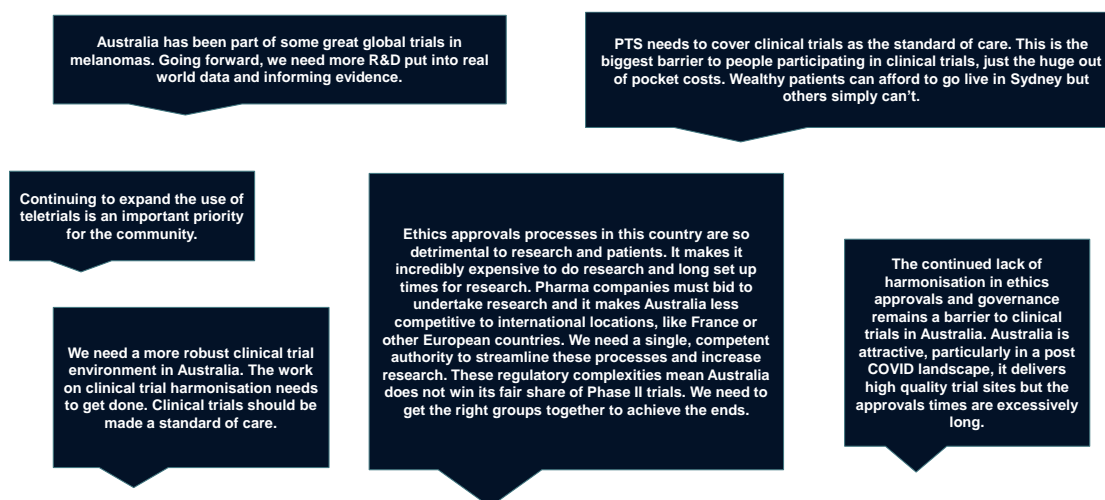 Australia has been part of some great global trials in
melanomas. Going forward, we need more R&D put into real
world data and informing evidence.
PTS needs to cover clinical trials as the standard of care. This is the
biggest barrier to people participating in clinical trials, just the huge out
of pocket costs. Wealthy patients can afford to go live in Sydney but
others simply can't.
Continuing to expand the use of
teletrials is an important priority
for the community.
Ethics approvals processes in this country are so
detrimental to research and patients. It makes it
incredibly expensive to do research and long set up
times for research. Pharma companies must bid to
undertake research and it makes Australia less
competitive to international locations, like France or
other European countries. We need a single, competent
authority to streamline these processes and increase
research. These regulatory complexities mean Australia
does not win its fair share of Phase II trials. We need to
get the right groups together to achieve the ends.
The continued lack of
harmonisation in ethics
approvals and governance
remains a barrier to clinical
trials in Australia. Australia is
attractive, particularly in a post
COVID landscape, it delivers
high quality trial sites but the
approvals times are excessively
long.
We need a more robust clinical trial
environment in Australia. The work
on clinical trial harmonisation needs
to get done. Clinical trials should be
made a standard of care.